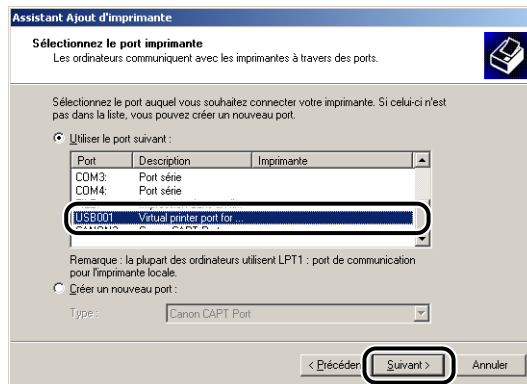 Assistant Ajout d'imprimante
Sélectionnez le port imprimante
Les ordinateurs communiquent avec les imprimantes à travers des ports.
Sélectionnez le port auquel vous souhaitez connecter votre imprimante. Si celui-ci n'est
pas dans la liste, vous pouvez créer un nouveau port.
Utiliser le port suivant :
Port Description Imprimante
COM3: Port série
COM4: Port série
USB001 Virtual printer port for ...
Remarque : la plupart des ordinateurs utilisent LPT1 : port de communication
pour l'imprimante locale.
Créer un nouveau port :
Type : Canon CAPT Port
< Précéden Suivant > Annuler